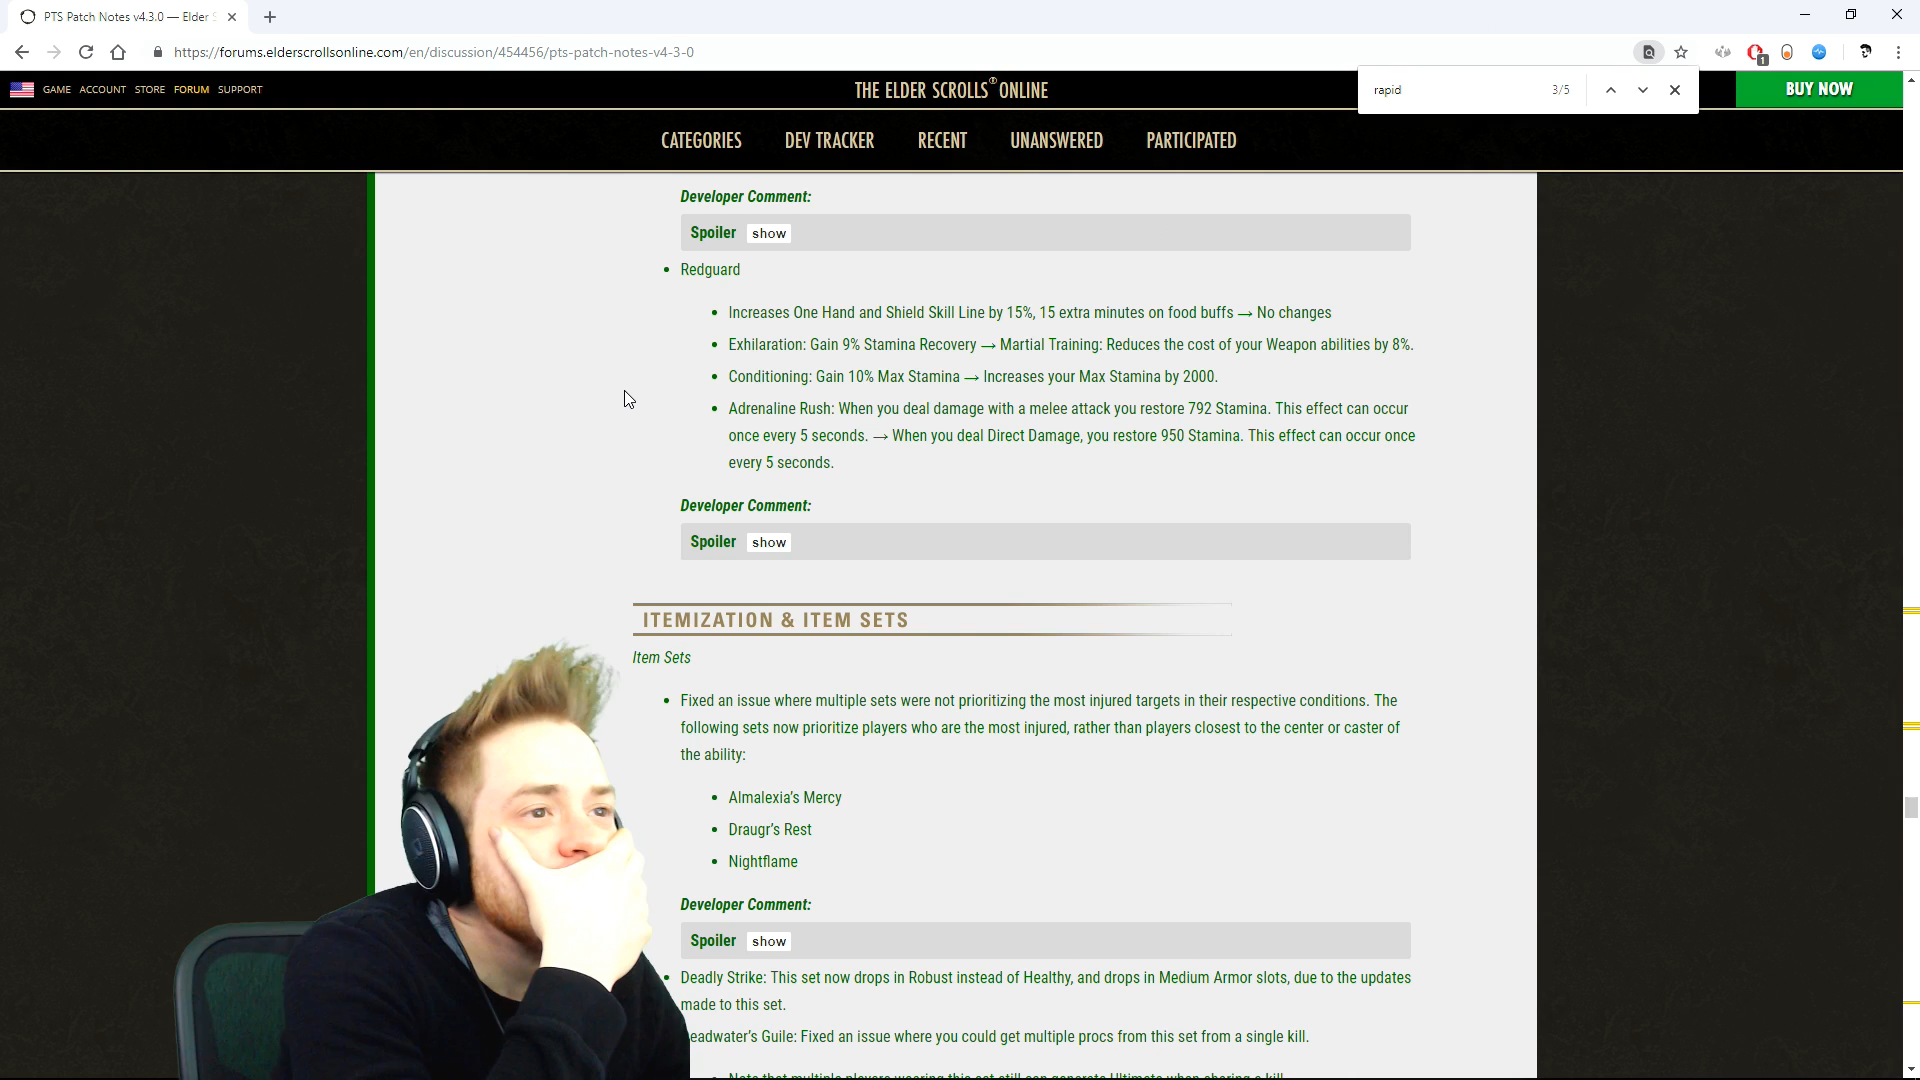 PTS Patch Notes v4.3.0 — Elder S
https://forums.elderscrollsonline.com/en/discussion/454456/pts-patch-notes-v4-3-0
1
rapid 3/5
GAME ACCOUNT STORE FORUM SUPPORT
THE ELDER SCROLLS® ONLINE
BUY NOW
CATEGORIES DEV TRACKER RECENT UNANSWERED PARTICIPATED
Developer Comment:
Spoiler show
• Redguard
• Increases One Hand and Shield Skill Line by 15%, 15 extra minutes on food buffs → No changes
• Exhilaration: Gain 9% Stamina Recovery → Martial Training: Reduces the cost of your Weapon abilities by 8%.
• Conditioning: Gain 10% Max Stamina → Increases your Max Stamina by 2000.
• Adrenaline Rush: When you deal damage with a melee attack you restore 792 Stamina. This effect can occur
once every 5 seconds. → When you deal Direct Damage, you restore 950 Stamina. This effect can occur once
every 5 seconds.
Developer Comment:
Spoiler show
ITEMIZATION & ITEM SETS
Item Sets
• Fixed an issue where multiple sets were not prioritizing the most injured targets in their respective conditions. The
following sets now prioritize players who are the most injured, rather than players closest to the center or caster of
the ability:
• Almalexia's Mercy
• Draugr's Rest
• Nightflame
Developer Comment:
Spoiler show
• Deadly Strike: This set now drops in Robust instead of Healthy, and drops in Medium Armor slots, due to the updates
made to this set.
eadwater's Guile: Fixed an issue where you could get multiple procs from this set from a single kill.
• Note that multiple players wearing this set still can generate Ultimate when sharing a kill